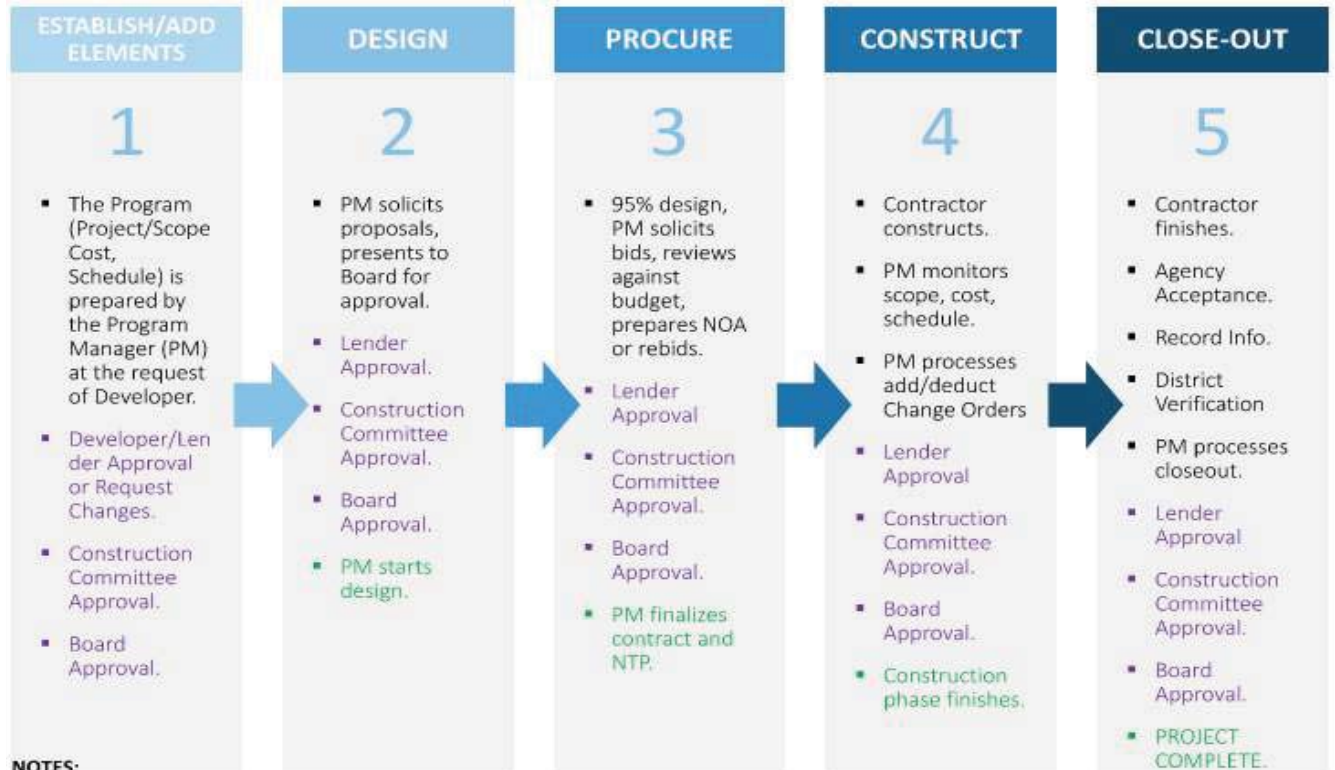 ESTABLISH/ADD
ELEMENTS
1
▪ The Program
(Project/Scope
Cost,
Schedule) is
prepared by
the Program
Manager (PM)
at the request
of Developer.
▪ Developer/Len
der Approval
or Request
Changes.
▪ Construction
Committee
Approval.
▪ Board
Approval.
DESIGN
2
▪ PM solicits
proposals,
presents to
Board for
approval.
▪ Lender
Approval.
▪ Construction
Committee
Approval.
▪ Board
Approval.
▪ PM starts
design.
PROCURE
3
▪ 95% design,
PM solicits
bids, reviews
against
budget,
prepares NOA
or rebids.
▪ Lender
Approval
▪ Construction
Committee
Approval.
▪ Board
Approval.
▪ PM finalizes
contract and
NTP.
CONSTRUCT
4
▪ Contractor
constructs.
▪ PM monitors
scope, cost,
schedule.
▪ PM processes
add/deduct
Change Orders
▪ Lender
Approval
▪ Construction
Committee
Approval.
▪ Board
Approval.
▪ Construction
phase finishes.
CLOSE-OUT
5
▪ Contractor
finishes.
▪ Agency
Acceptance.
▪ Record Info.
▪ District
Verification
▪ PM processes
closeout.
▪ Lender
Approval
▪ Construction
Committee
Approval.
▪ Board
Approval.
▪ PROJECT
COMPLETE.
NOTES: